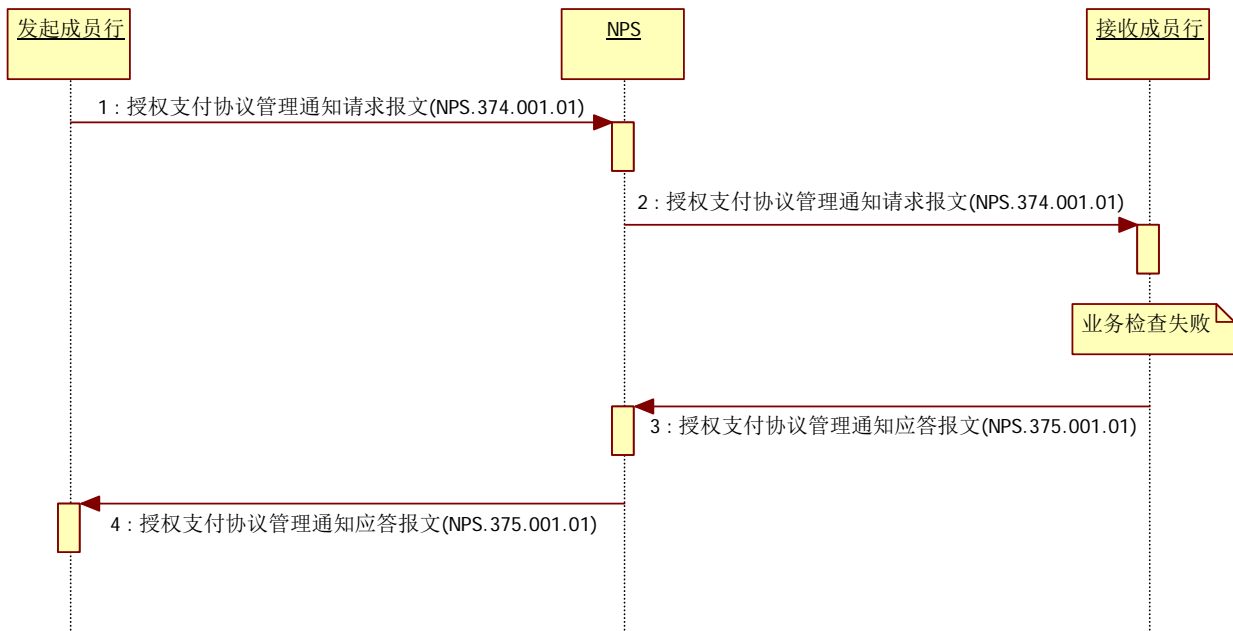 发起成员行
NPS
接收成员行
1 : 授权支付协议管理通知请求报文(NPS.374.001.01)
2 : 授权支付协议管理通知请求报文(NPS.374.001.01)
业务检查失败
3 : 授权支付协议管理通知应答报文(NPS.375.001.01)
4 : 授权支付协议管理通知应答报文(NPS.375.001.01)